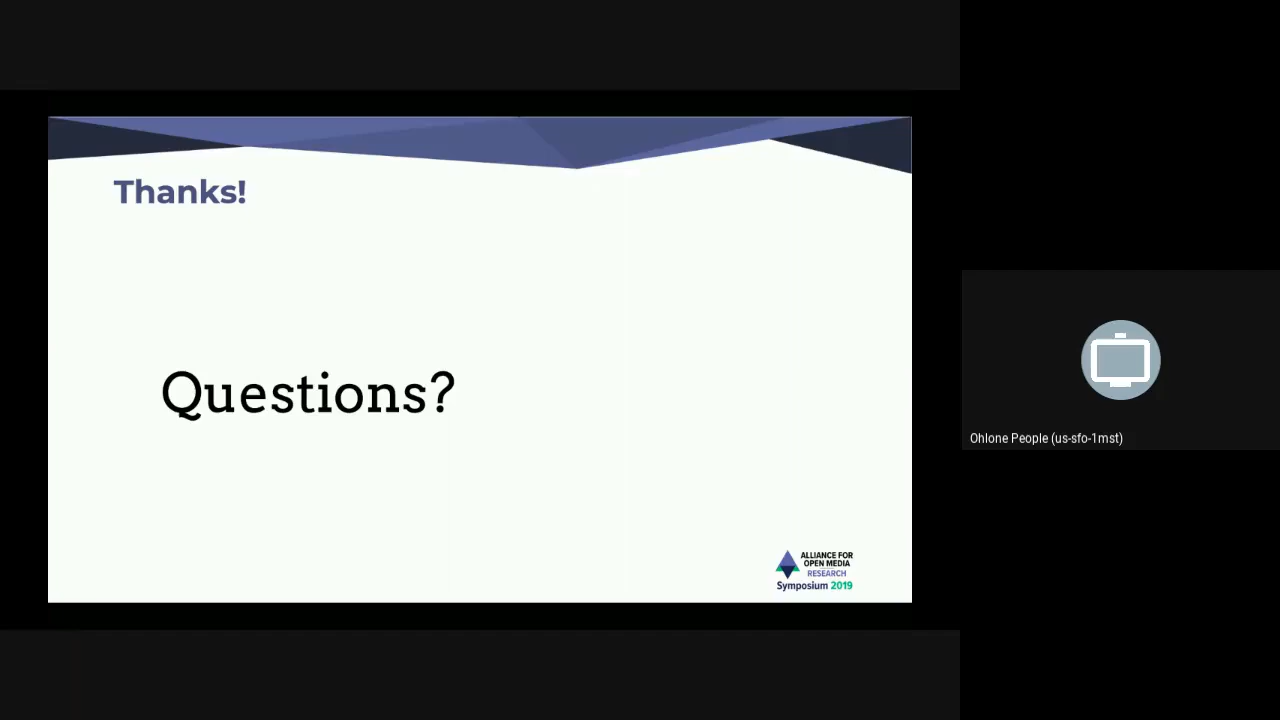 Thanks!
Questions?
ALLIANCE FOR
OPEN MEDIA
RESEARCH
Symposium 2019
Ohlone People (us-sfo-1mst)